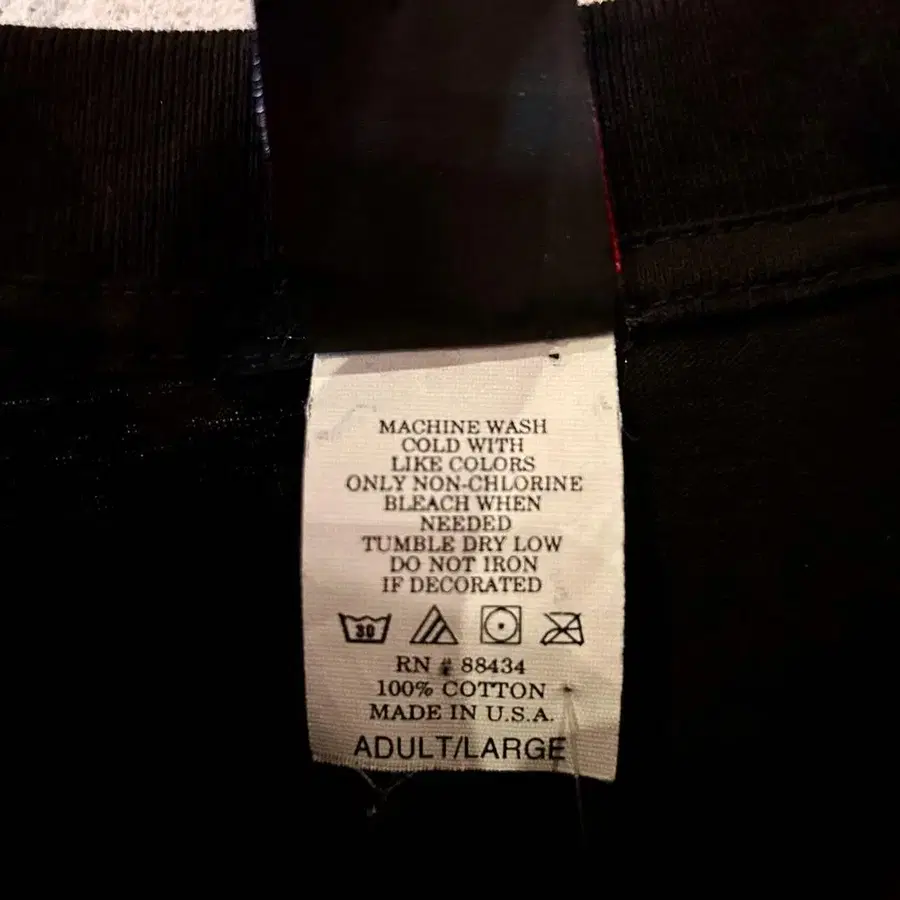 MACHINE WASH
COLD WITH
LIKE COLORS
ONLY NON-CHLORINE
BLEACH WHEN
NEEDED
TUMBLE DRY LOW
DO NOT IRON
IF DECORATED
30
RN # 88434
100% COTTON
MADE IN U.S.A.
ADULT/LARGE